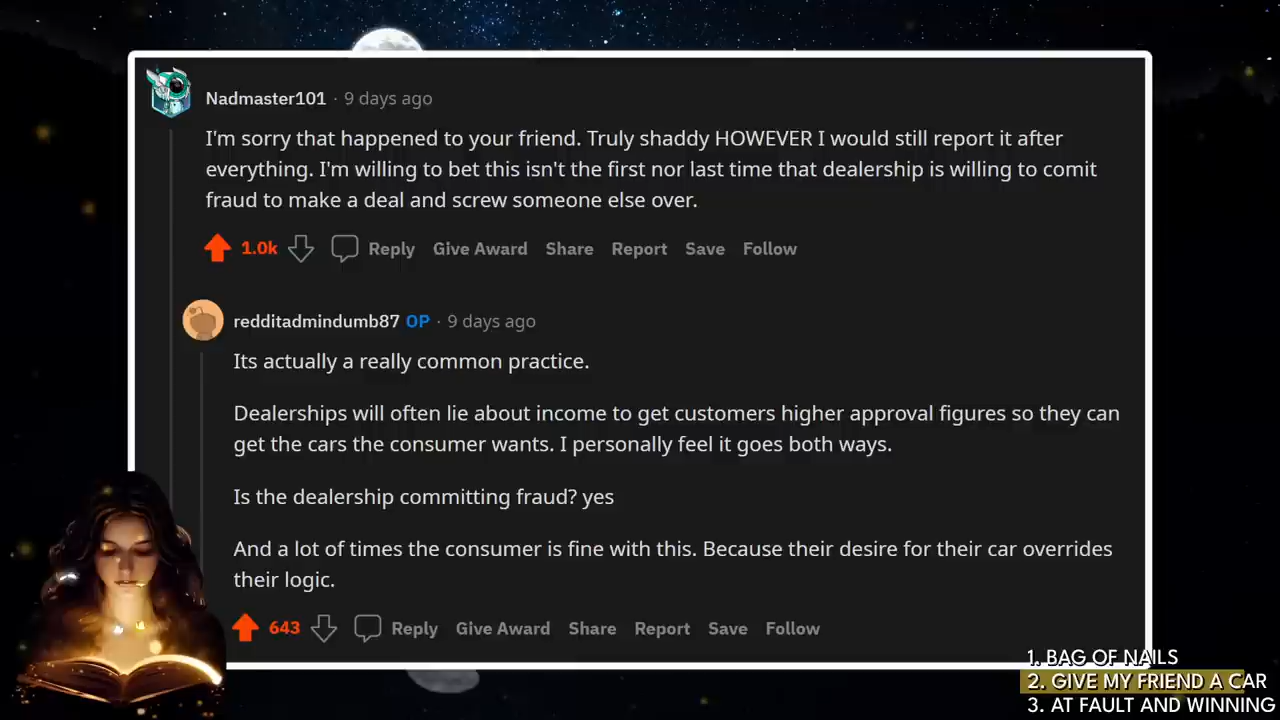 Nadmaster101 · 9 days ago
I'm sorry that happened to your friend. Truly shaddy HOWEVER I would still report it after
everything. I'm willing to bet this isn't the first nor last time that dealership is willing to comit
fraud to make a deal and screw someone else over.
1.0k Reply Give Award Share Report Save Follow
redditadmindumb87 OP · 9 days ago
Its actually a really common practice.
Dealerships will often lie about income to get customers higher approval figures so they can
get the cars the consumer wants. I personally feel it goes both ways.
Is the dealership committing fraud? yes
And a lot of times the consumer is fine with this. Because their desire for their car overrides
their logic.
643 Reply Give Award Share Report Save Follow
1. BAG OF NAILS
2. GIVE MY FRIEND A CAR
3. AT FAULT AND WINNING